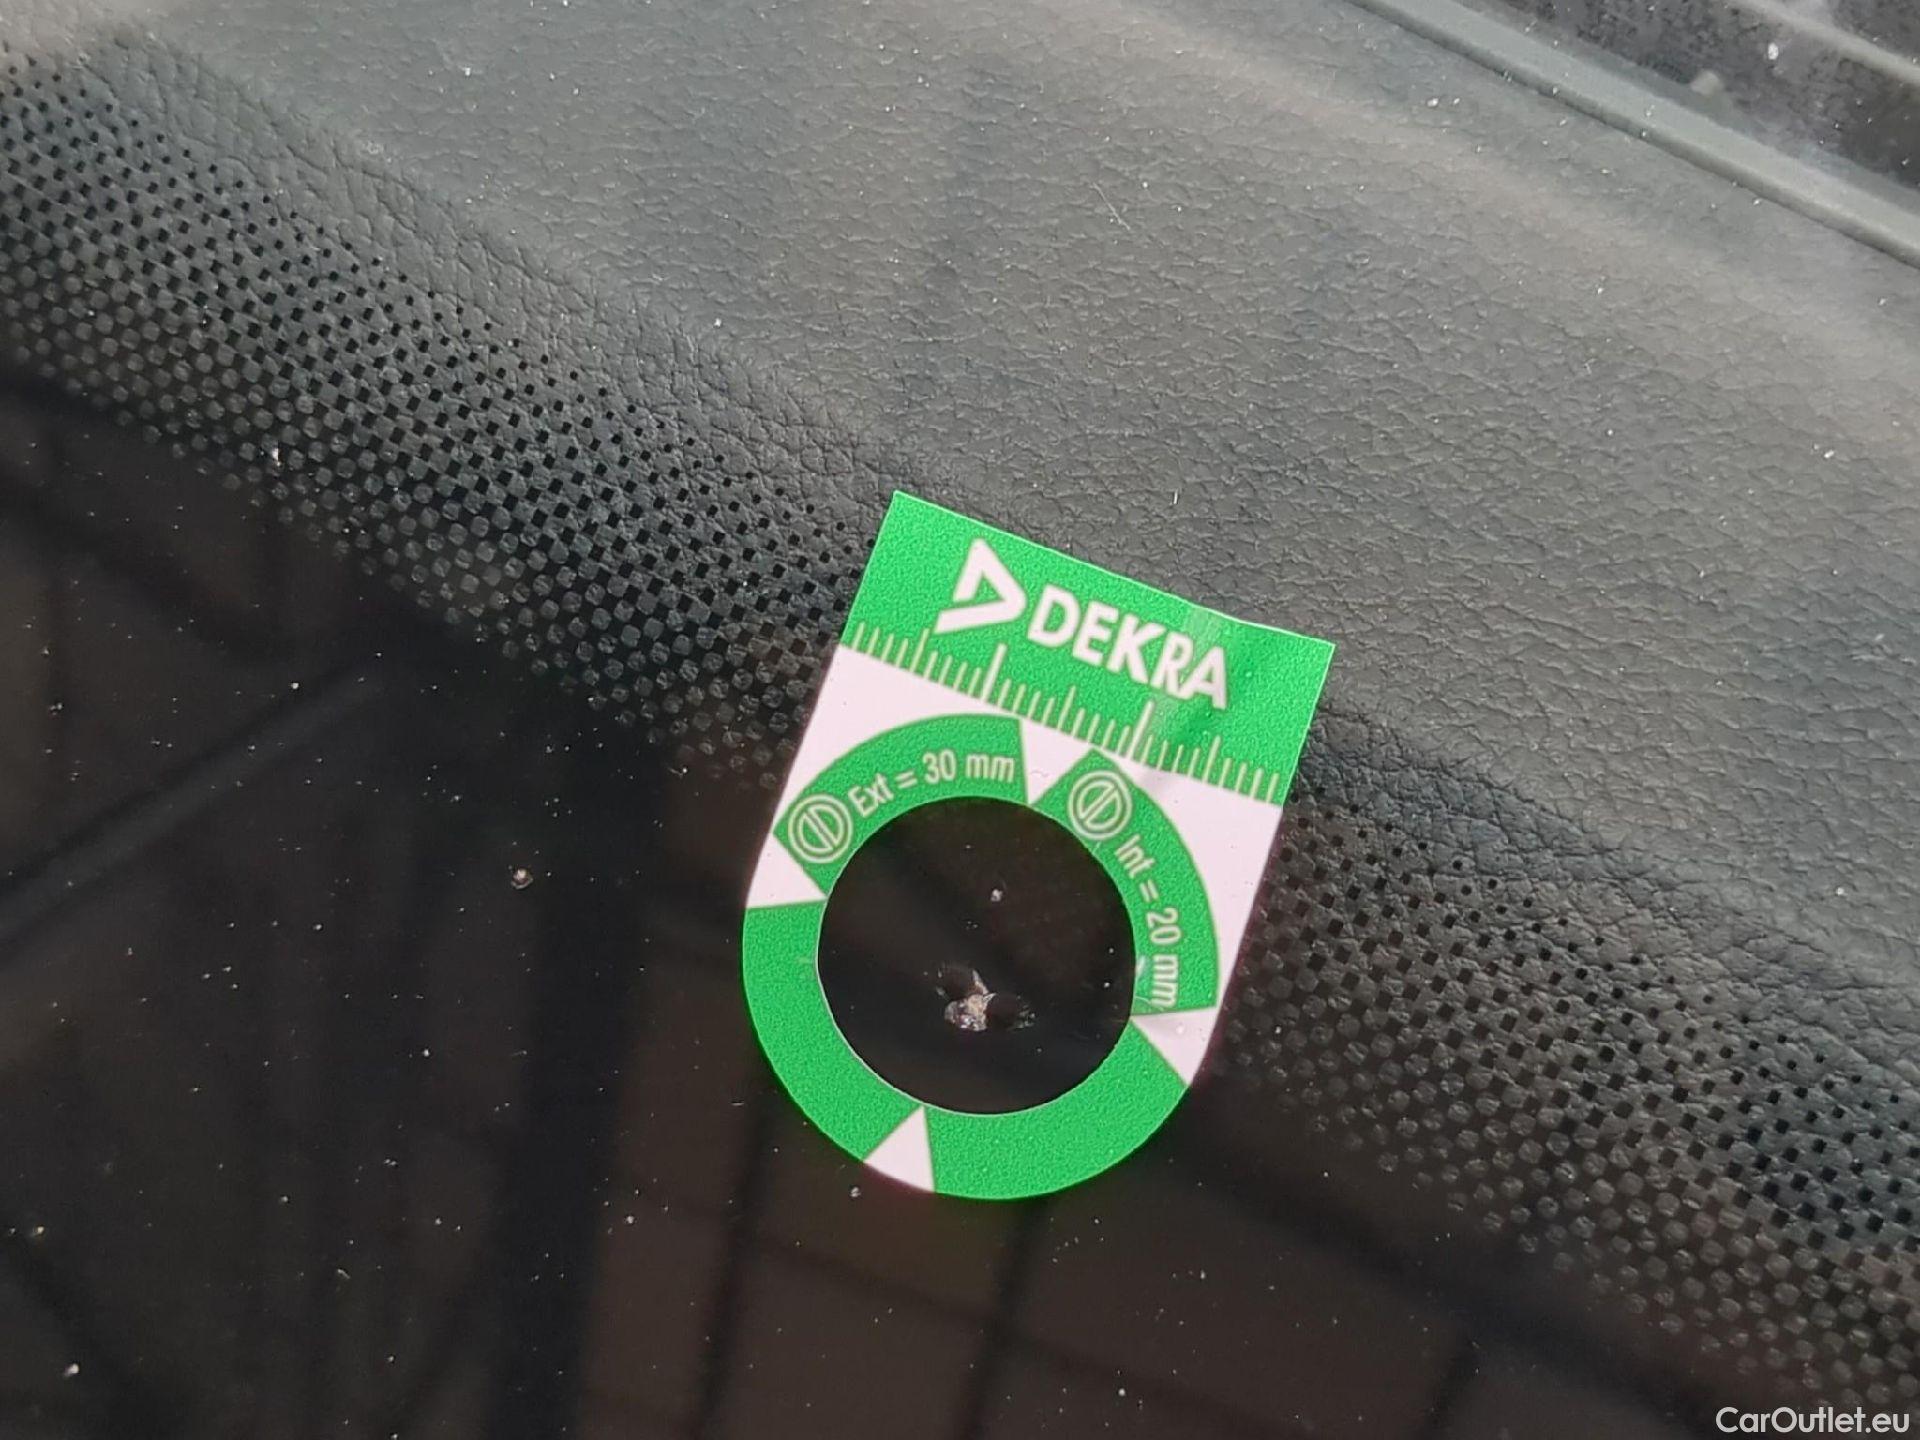 DEKRA
Ext = 30 mm
Int = 20 mm
CarOutlet.eu